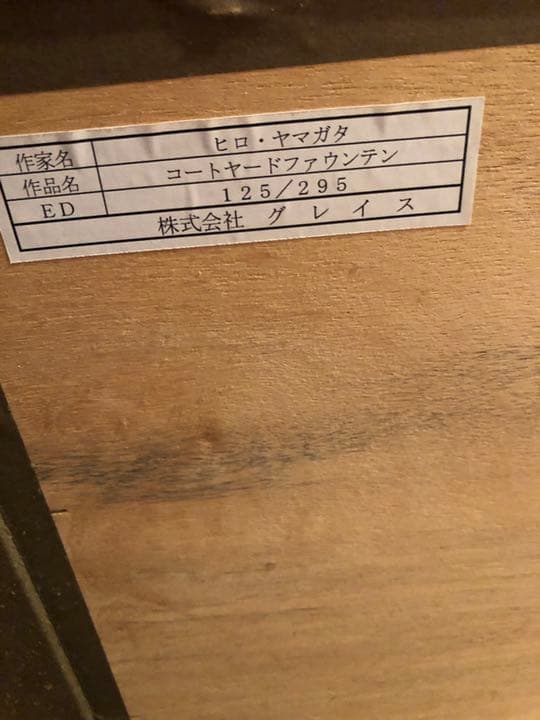 作家名 ヒロ・ヤマガタ
作品名 コートヤードファウンテン
ED 125/295
株式会社 グレイス